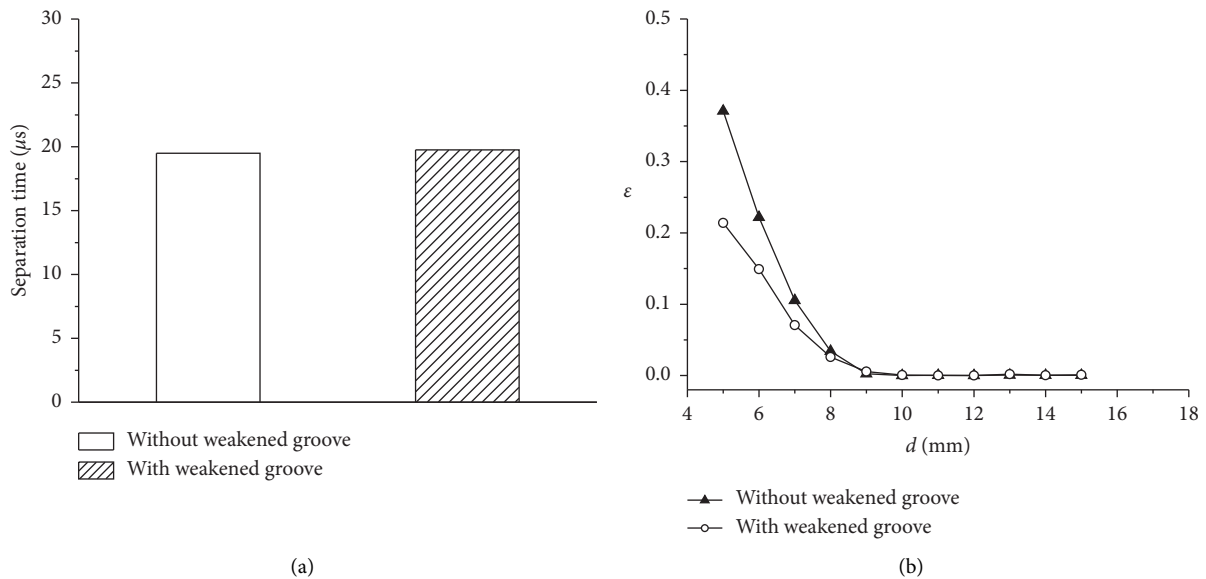 30
25
20
15
10
5
0
Separation time (μs)
Without weakened groove
With weakened groove
(a)
0.5
0.4
0.3
0.2
0.1
0.0
ε
4 6 8 10 12 14 16 18
d (mm)
Without weakened groove
With weakened groove
(b)